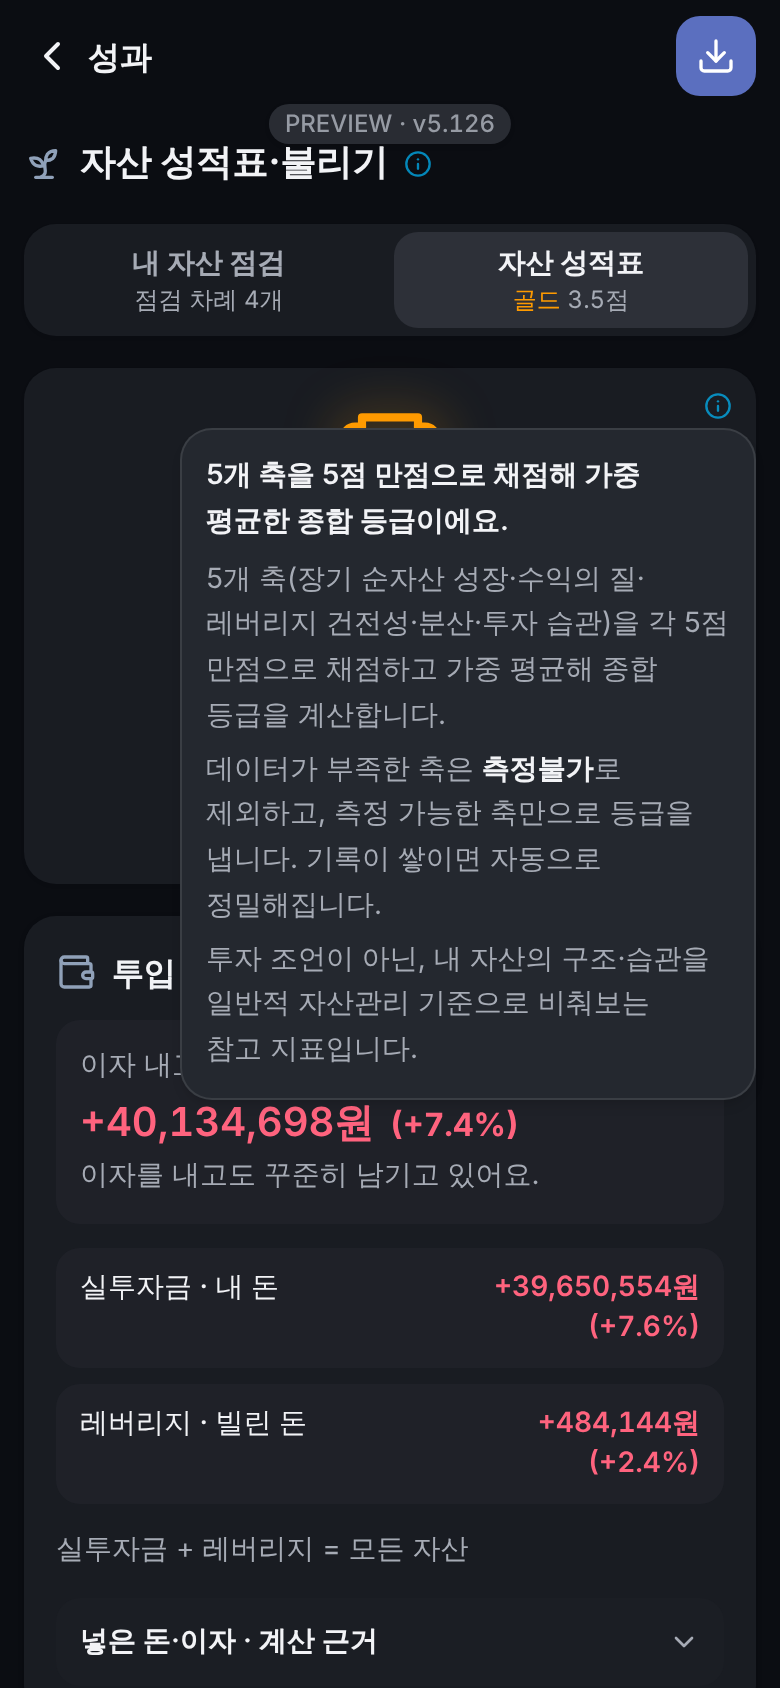 성과
PREVIEW · v5.126
자산 성적표·불리기
내 자산 점검
점검 차례 4개
자산 성적표
골드 3.5점
5개 축을 5점 만점으로 채점해 가중
평균한 종합 등급이에요.
5개 축(장기 순자산 성장·수익의 질·
레버리지 건전성·분산·투자 습관)을 각 5점
만점으로 채점하고 가중 평균해 종합
등급을 계산합니다.
데이터가 부족한 축은 측정불가로
제외하고, 측정 가능한 축만으로 등급을
냅니다. 기록이 쌓이면 자동으로
정밀해집니다.
투자 조언이 아닌, 내 자산의 구조·습관을
일반적 자산관리 기준으로 비춰보는
참고 지표입니다.
투입
이자 내고
+40,134,698원 (+7.4%)
이자를 내고도 꾸준히 남기고 있어요.
실투자금 · 내 돈
+39,650,554원
(+7.6%)
레버리지 · 빌린 돈
+484,144원
(+2.4%)
실투자금 + 레버리지 = 모든 자산
넣은 돈·이자 · 계산 근거